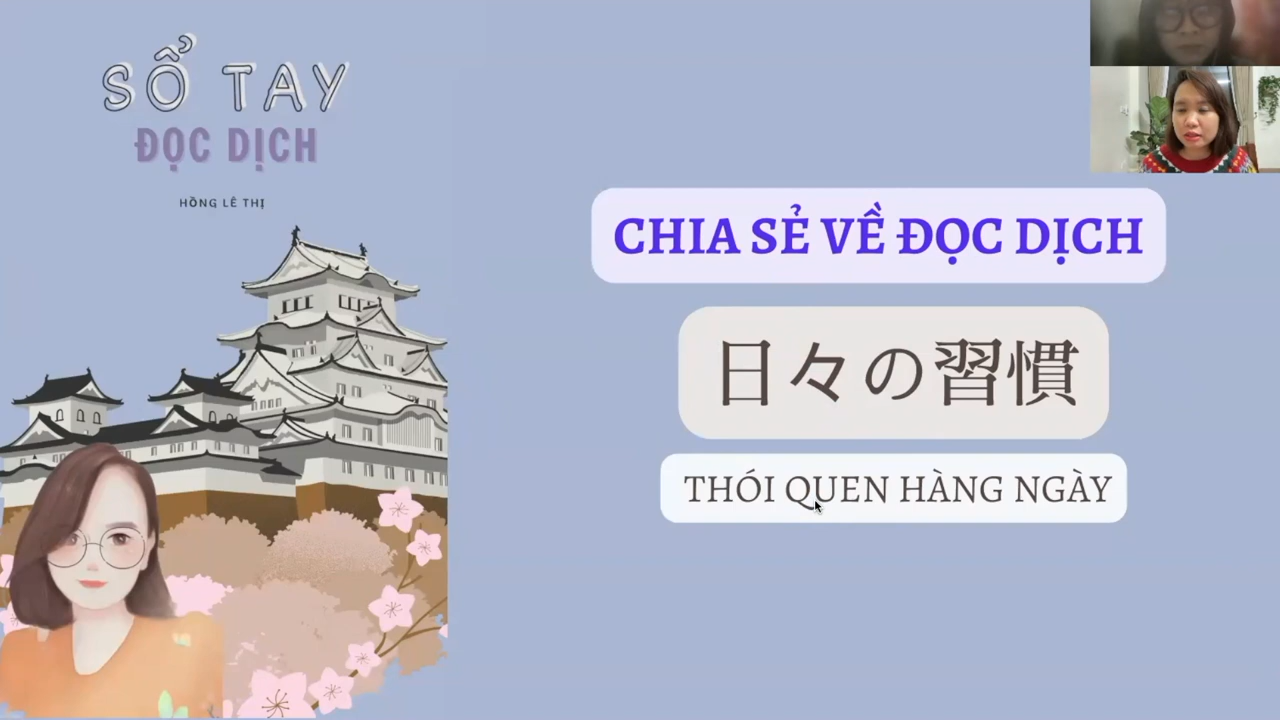 SỔ TAY
ĐỌC DỊCH
HỒNG LÊ THỊ
CHIA SẺ VỀ ĐỌC DỊCH
日々の習慣
THÓI QUEN HÀNG NGÀY